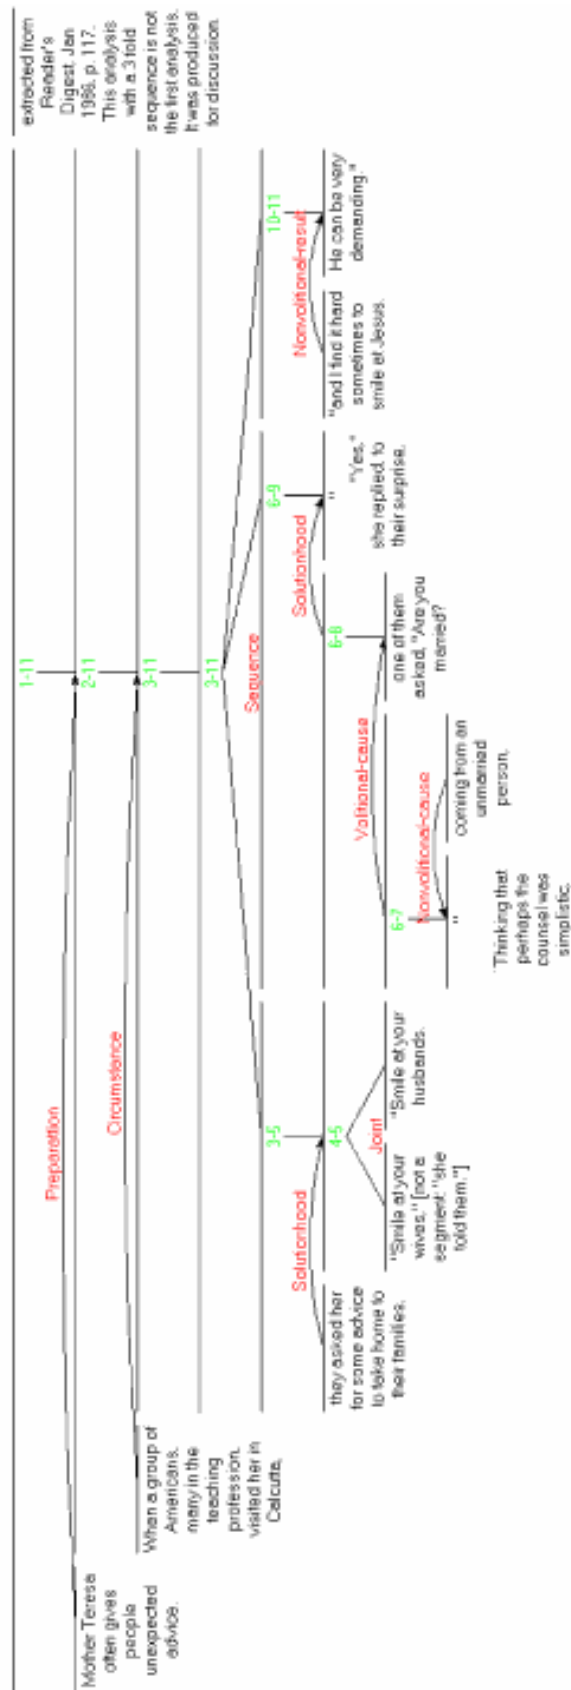 extracted from
Reader's
Digest, Jan
1986. p. 117.
This analysis
with a 3 fold
sequence is not
the first analysis.
It was produced
for discussion.
1-11
Preparation
2-11
Circumstance
3-11
3-11
Sequence
Mother Teresa
often gives
people
unexpected
advice.
When a group of
Americans,
many in the
teaching
profession,
visited her in
Calcutta,
3-5
Solutionhood
they asked her
for some advice
to take home to
their families.
4-5
Joint
"Smile at your
wives." [not a
segment: "she
told them."]
"Smile at your
husbands.
6-9
Solutionhood
6-8
Volitional-cause
6-7
Nonvolitional-cause
"
Thinking that
perhaps the
counsel was
simplistic,
coming from an
unmarried
person,
one of them
asked, "Are you
married?
"
"Yes,"
she replied, to
their surprise,
10-11
Nonvolitional-result
"and I find it hard
sometimes to
smile at Jesus.
He can be very
demanding."